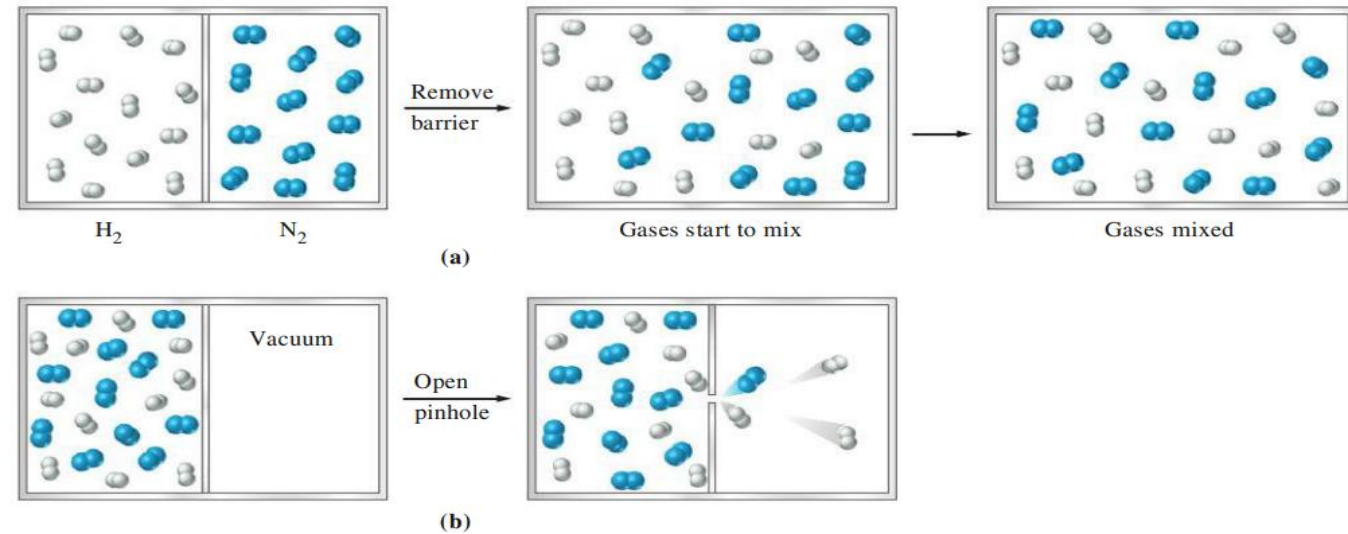 Remove
barrier
H2 N2 Gases start to mix Gases mixed
(a)
Vacuum
Open
pinhole
(b)